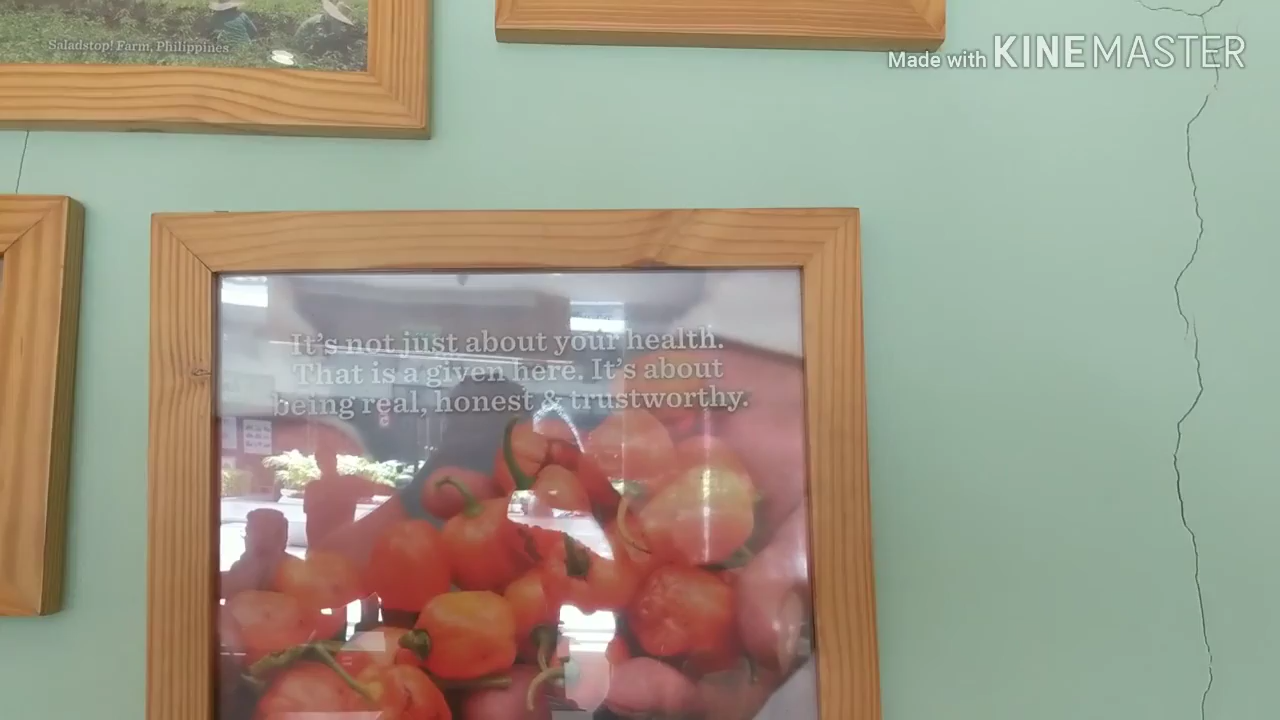 Saladstop! Farm, Philippines
Made with KINEMASTER
It's not just about your health.
That is a given here. It's about
being real, honest & trustworthy.